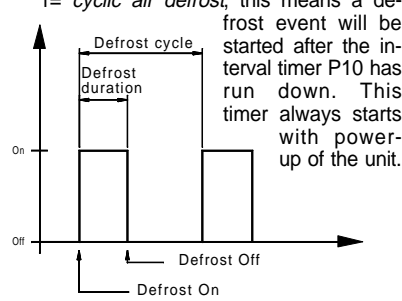 1= cyclic air defrost, this means a de-
frost event will be
started after the in-
terval timer P10 has
run down. This
timer always starts
with power-
up of the unit.
Defrost cycle
Defrost
duration
On
Off
Defrost Off
Defrost On